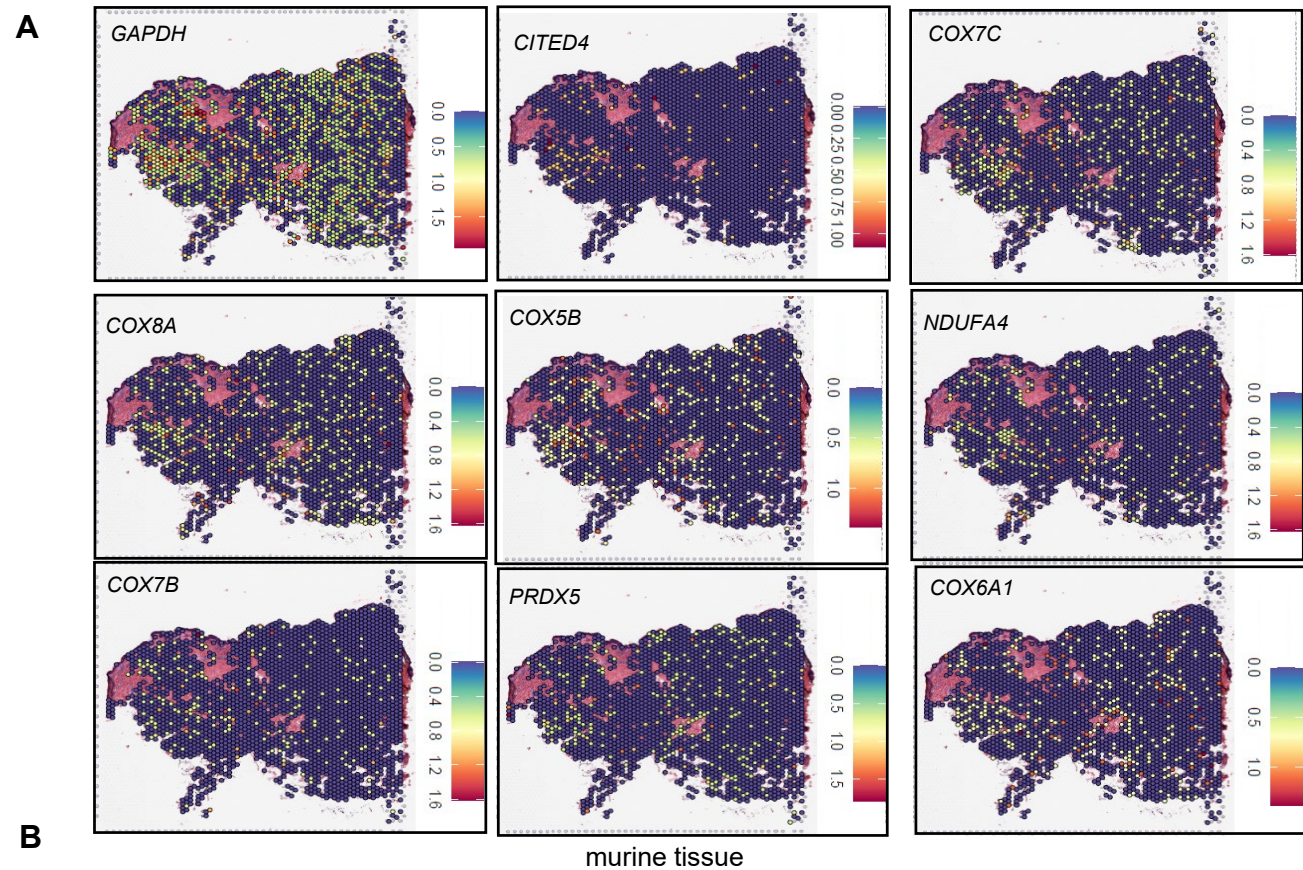 A
GAPDH
0.0 0.5 1.0 1.5
CITED4
0.00 0.25 0.50 0.75 1.00
COX7C
0.0 0.4 0.8 1.2 1.6
COX8A
0.0 0.4 0.8 1.2 1.6
COX5B
0.0 0.5 1.0
NDUFA4
0.0 0.4 0.8 1.2 1.6
COX7B
0.0 0.4 0.8 1.2 1.6
PRDX5
0.0 0.5 1.0 1.5
COX6A1
0.0 0.5 1.0
B
murine tissue